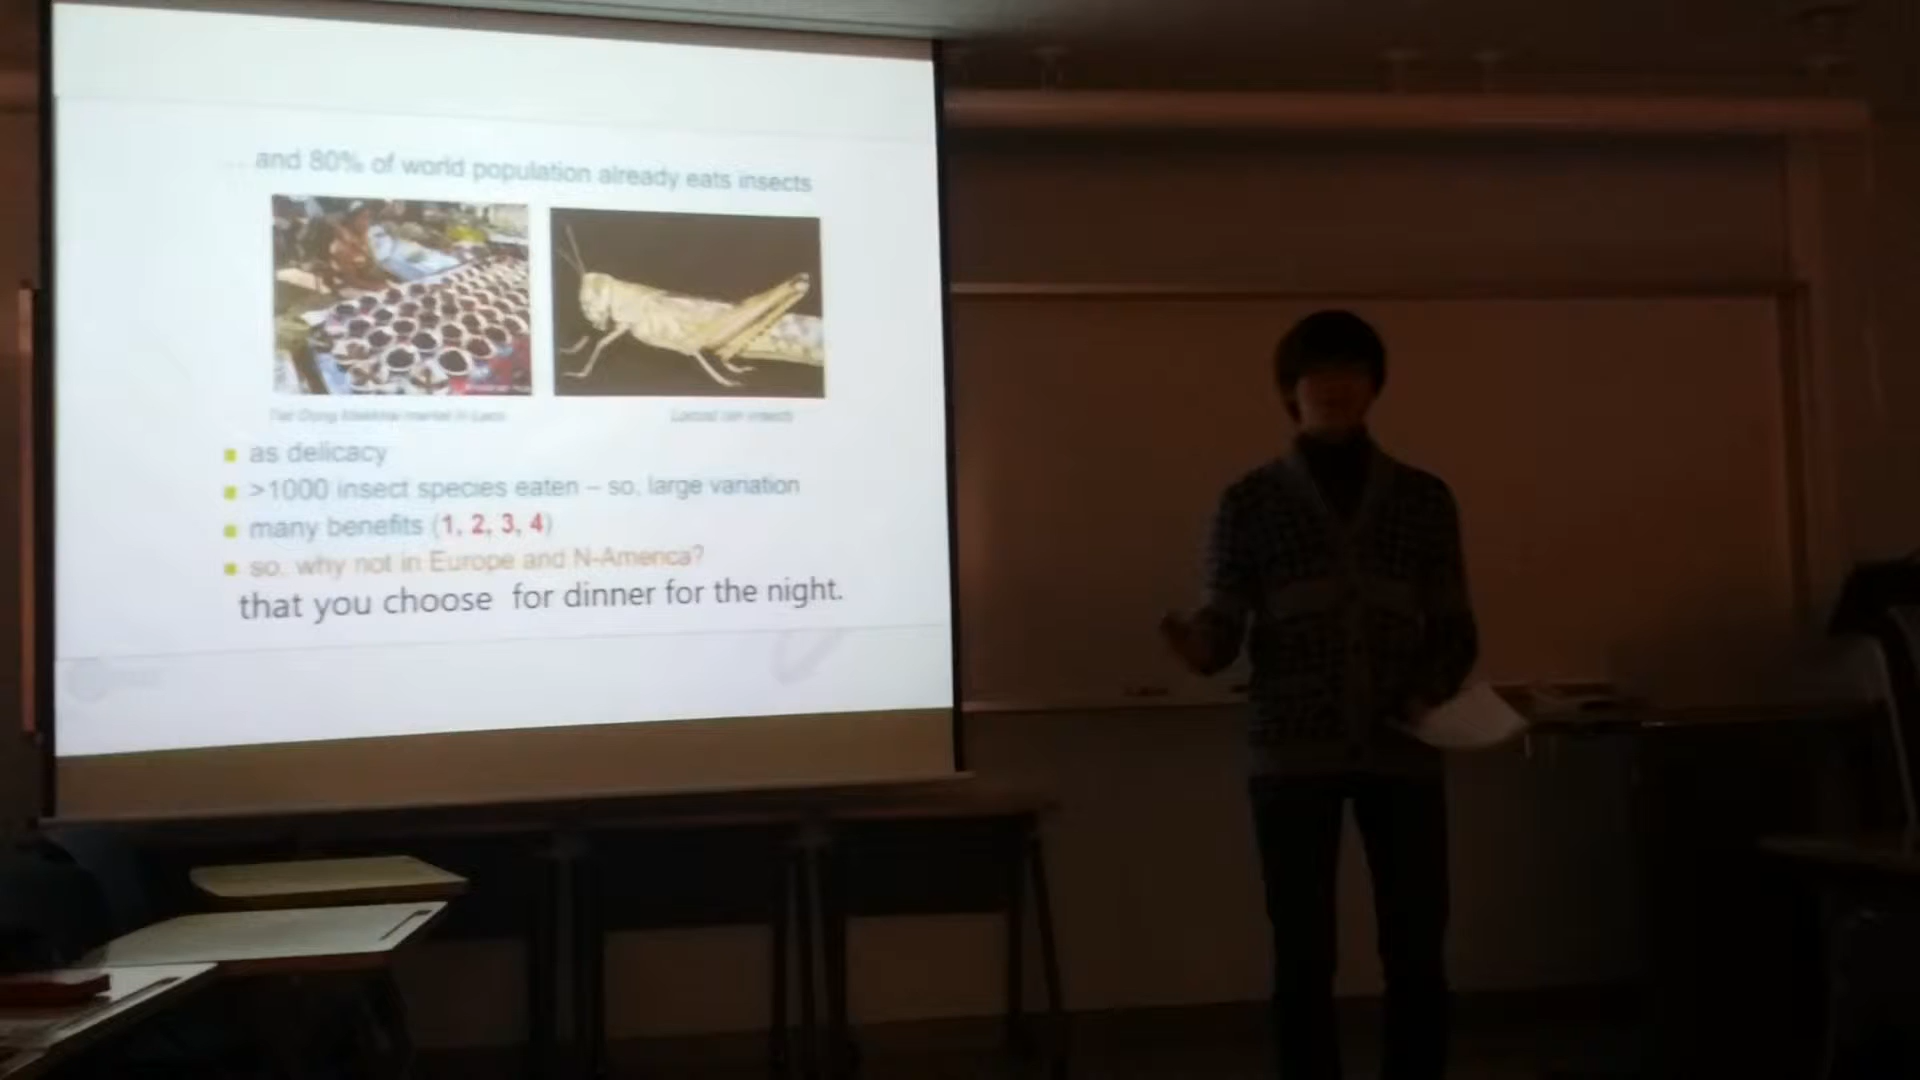 and 80% of world population already eats insects
as delicacy
>1000 insect species eaten – so, large variation
many benefits (1, 2, 3, 4)
so, why not in Europe and N-America?
that you choose for dinner for the night.